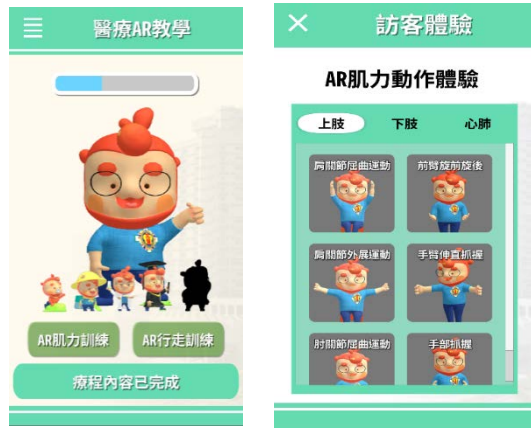 醫療AR教學
AR肌力訓練
AR行走訓練
療程內容已完成
訪客體驗
AR肌力動作體驗
上肢
下肢
心肺
肩關節屈曲運動
前臂旋前旋後
肩關節外展運動
手臂伸直抓握
肘關節屈曲運動
手部抓握